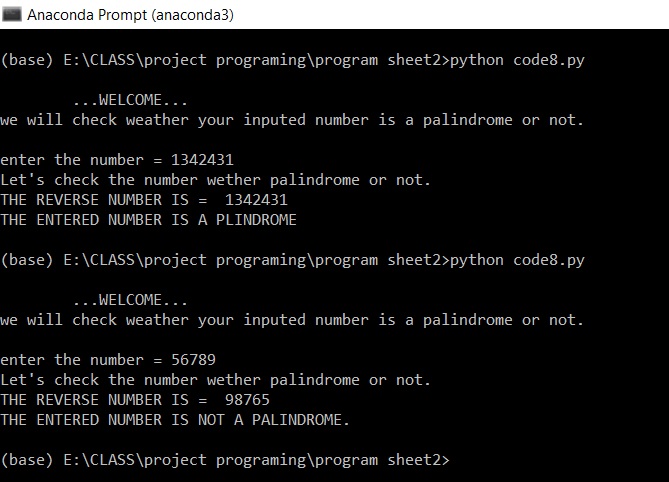 Anaconda Prompt (anaconda3)
(base) E:\CLASS\project programing\program sheet2>python code8.py
...WELCOME...
we will check weather your inputed number is a palindrome or not.
enter the number = 1342431
Let's check the number wether palindrome or not.
THE REVERSE NUMBER IS =  1342431
THE ENTERED NUMBER IS A PLINDROME
(base) E:\CLASS\project programing\program sheet2>python code8.py
...WELCOME...
we will check weather your inputed number is a palindrome or not.
enter the number = 56789
Let's check the number wether palindrome or not.
THE REVERSE NUMBER IS =  98765
THE ENTERED NUMBER IS NOT A PALINDROME.
(base) E:\CLASS\project programing\program sheet2>